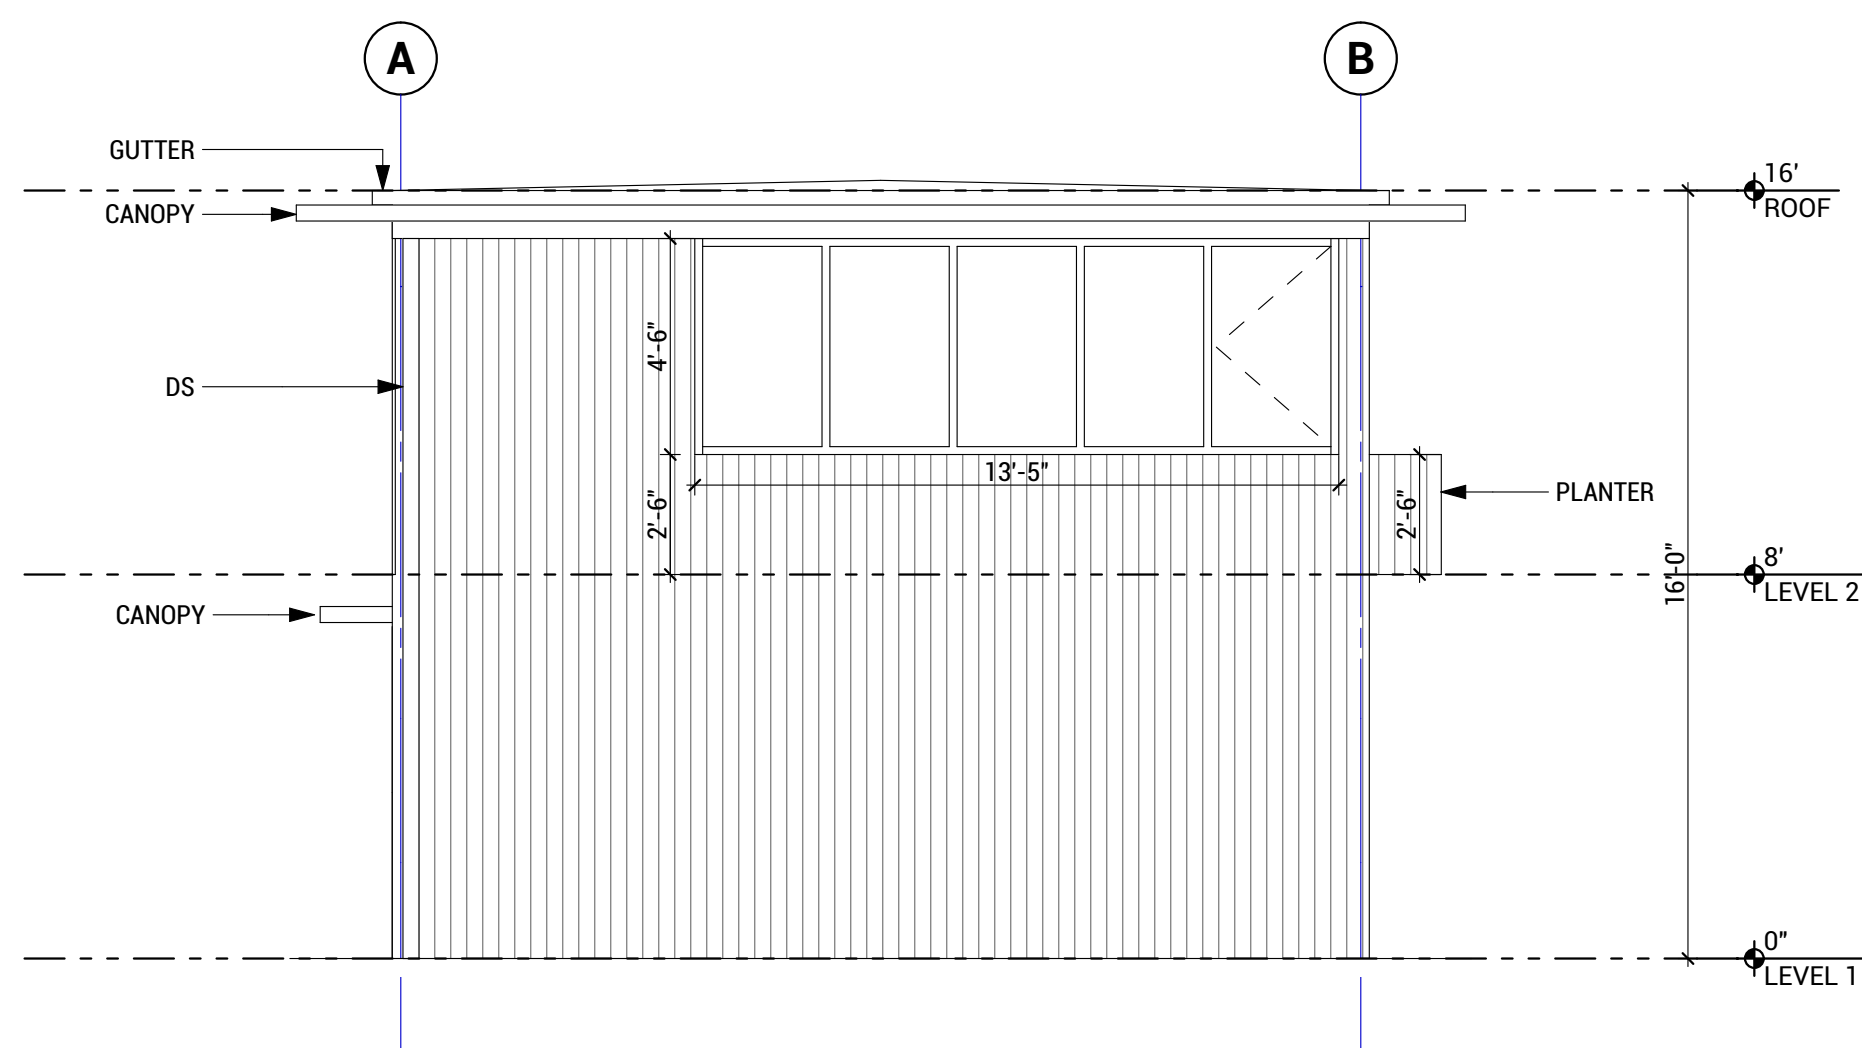 A
B
GUTTER
16'
CANOPY
ROOF
4'-6"
DS
13'-5"
2'-6"
2'-6"
PLANTER
16'-0"
8'
LEVEL 2
CANOPY
0"
LEVEL 1